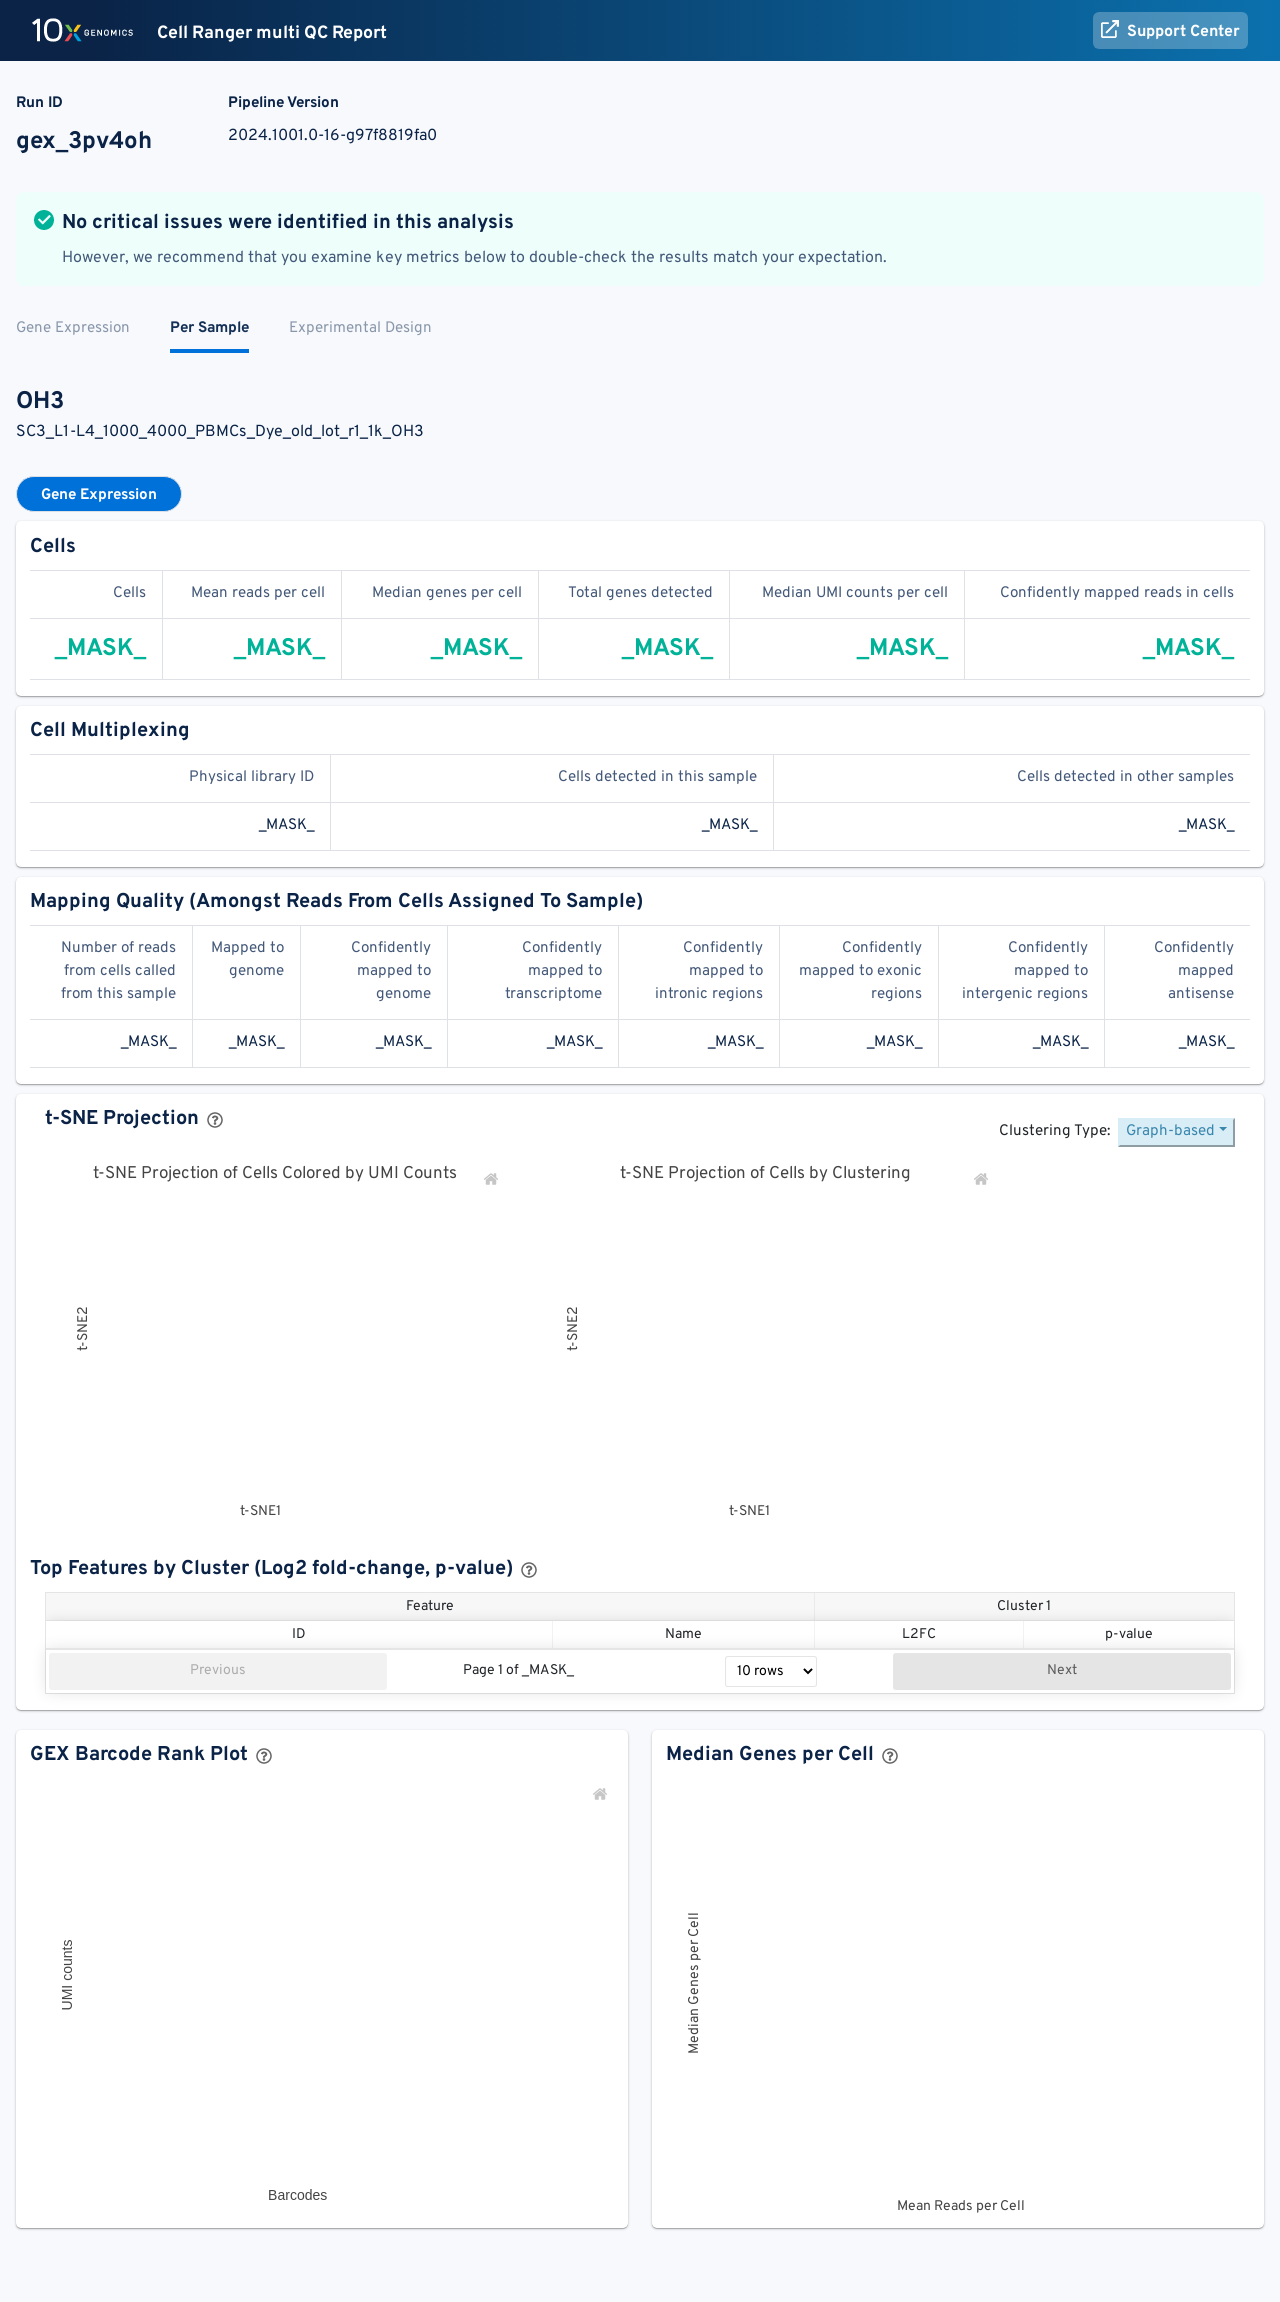 10x GENOMICS Cell Ranger multi QC Report Support Center
Run ID Pipeline Version
gex_3pv4oh 2024.1001.0-16-g97f8819fa0
No critical issues were identified in this analysis
However, we recommend that you examine key metrics below to double-check the results match your expectation.
Gene Expression Per Sample Experimental Design
OH3
SC3_L1-L4_1000_4000_PBMCs_Dye_old_lot_r1_1k_OH3
Gene Expression
Cells
Cells Mean reads per cell Median genes per cell Total genes detected Median UMI counts per cell Confidently mapped reads in cells
_MASK_ _MASK_ _MASK_ _MASK_ _MASK_ _MASK_
Cell Multiplexing
Physical library ID Cells detected in this sample Cells detected in other samples
_MASK_ _MASK_ _MASK_
Mapping Quality (Amongst Reads From Cells Assigned To Sample)
Number of reads Mapped to Confidently Confidently Confidently Confidently Confidently Confidently
from cells called genome mapped to mapped to mapped to mapped to exonic mapped to mapped
from this sample genome transcriptome intronic regions regions intergenic regions antisense
_MASK_ _MASK_ _MASK_ _MASK_ _MASK_ _MASK_ _MASK_ _MASK_
t-SNE Projection
Clustering Type: Graph-based
t-SNE Projection of Cells Colored by UMI Counts t-SNE Projection of Cells by Clustering
t-SNE2 t-SNE2
t-SNE1 t-SNE1
Top Features by Cluster (Log2 fold-change, p-value)
Feature Cluster 1
ID Name L2FC p-value
Previous Page 1 of _MASK_ 10 rows Next
GEX Barcode Rank Plot Median Genes per Cell
UMI counts Median Genes per Cell
Barcodes
Mean Reads per Cell